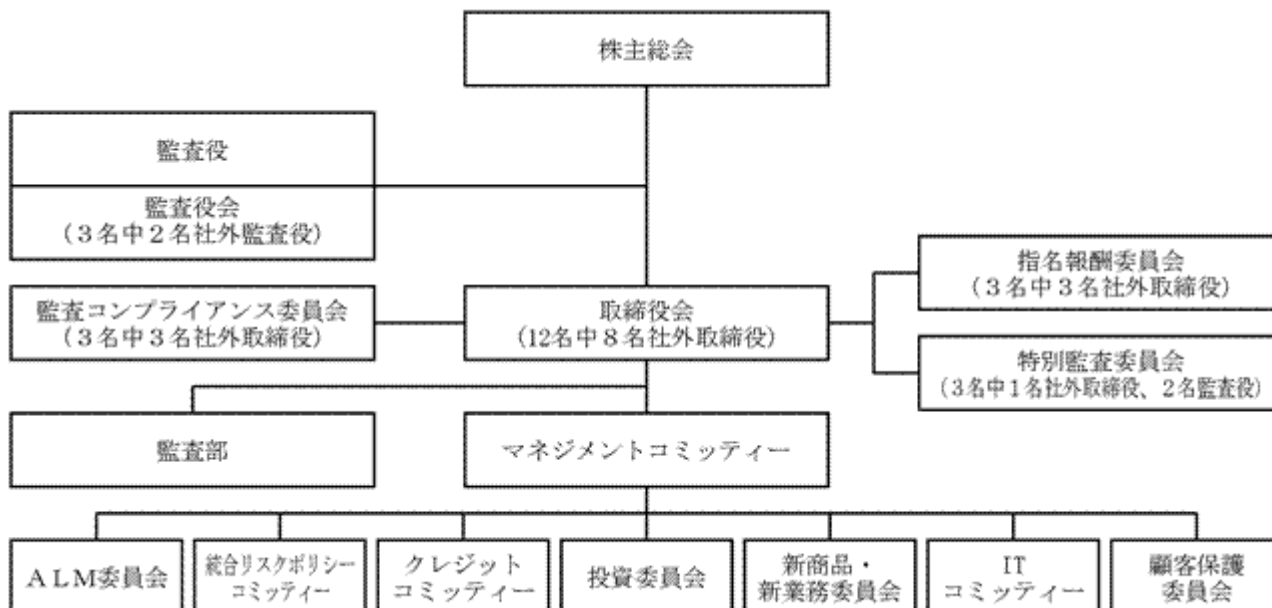 株主総会
監査役
監査役会
（３名中２名社外監査役）
指名報酬委員会
（３名中３名社外取締役）
監査コンプライアンス委員会
（３名中３名社外取締役）
取締役会
（12名中８名社外取締役）
特別監査委員会
（３名中１名社外取締役、２名監査役）
監査部
マネジメントコミッティー
ＡＬＭ委員会
統合リスクポリシー
コミッティー
クレジット
コミッティー
投資委員会
新商品・
新業務委員会
IT
コミッティー
顧客保護
委員会